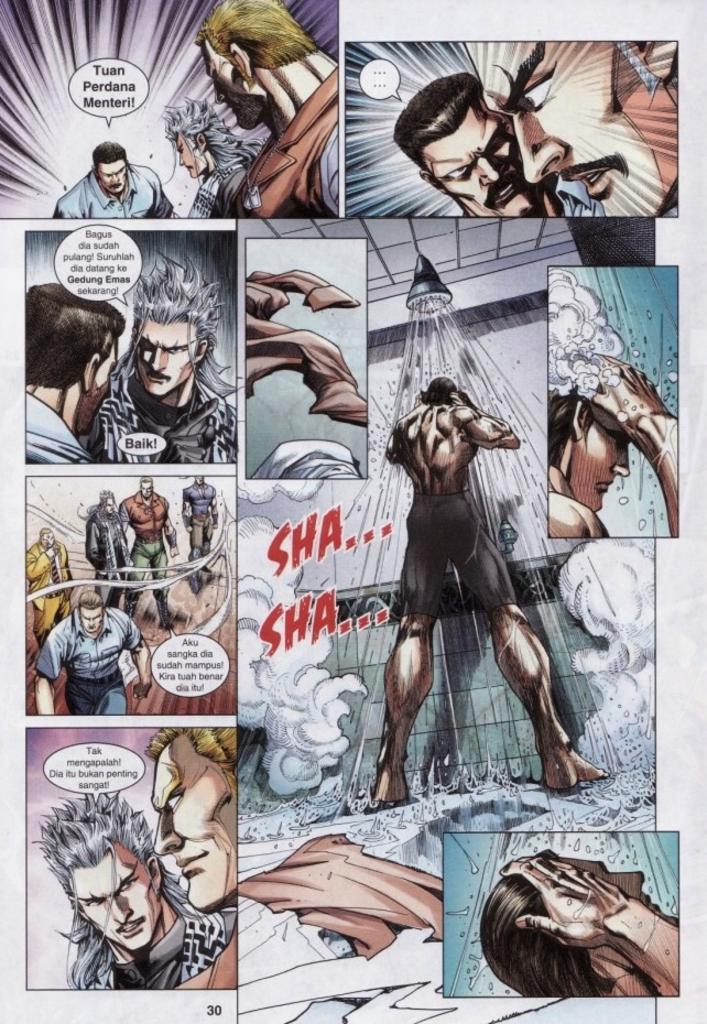 Tuan
Perdana
Menteri!
...
...
Bagus
dia sudah
pulang! Suruhlah
dia datang ke
Gedung Emas
sekarang!
Baik!
SHA...
SHA...
Aku
sangka dia
sudah mampus!
Kira tuah benar
dia itu!
Tak
mengapalah!
Dia itu bukan penting
sangat!
30